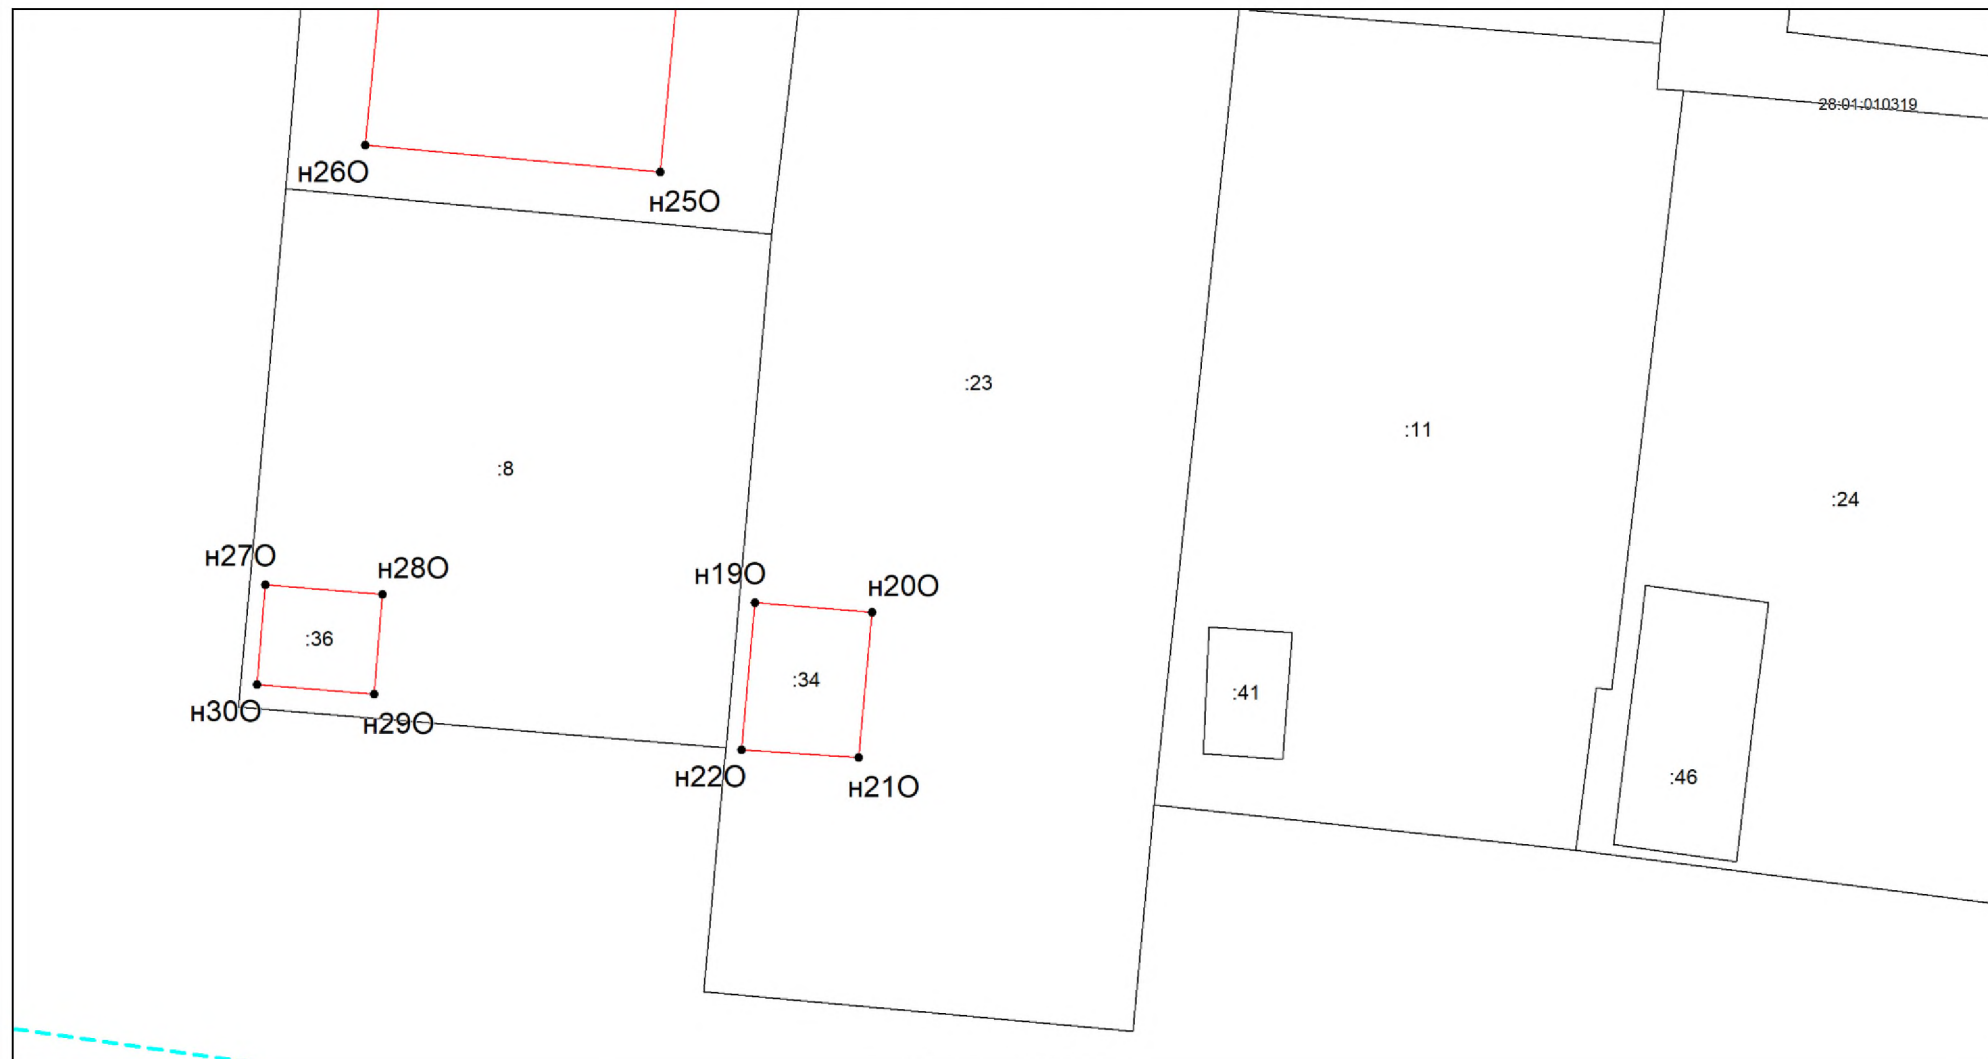 28:01:010319
н26О
н25О
:23
:11
:8
:24
н27О
н28О
н19О
н20О
:36
:34
:41
н30О
н29О
н22О
н21О
:46